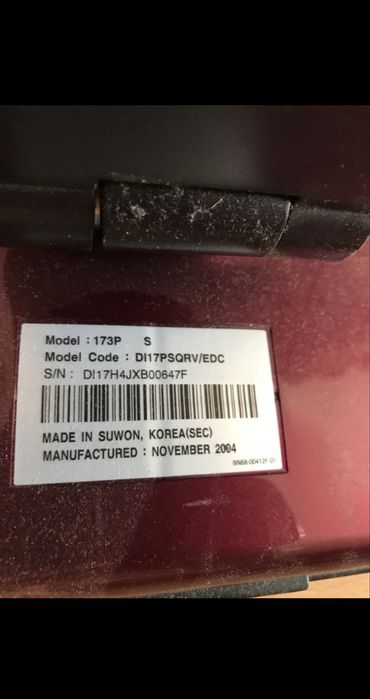 Model : 173P S
Model Code : DI17PSQRV/EDC
S/N : DI17H4JXB00647F
MADE IN SUWON, KOREA(SEC)
MANUFACTURED : NOVEMBER 2004
BN68-00412F-01